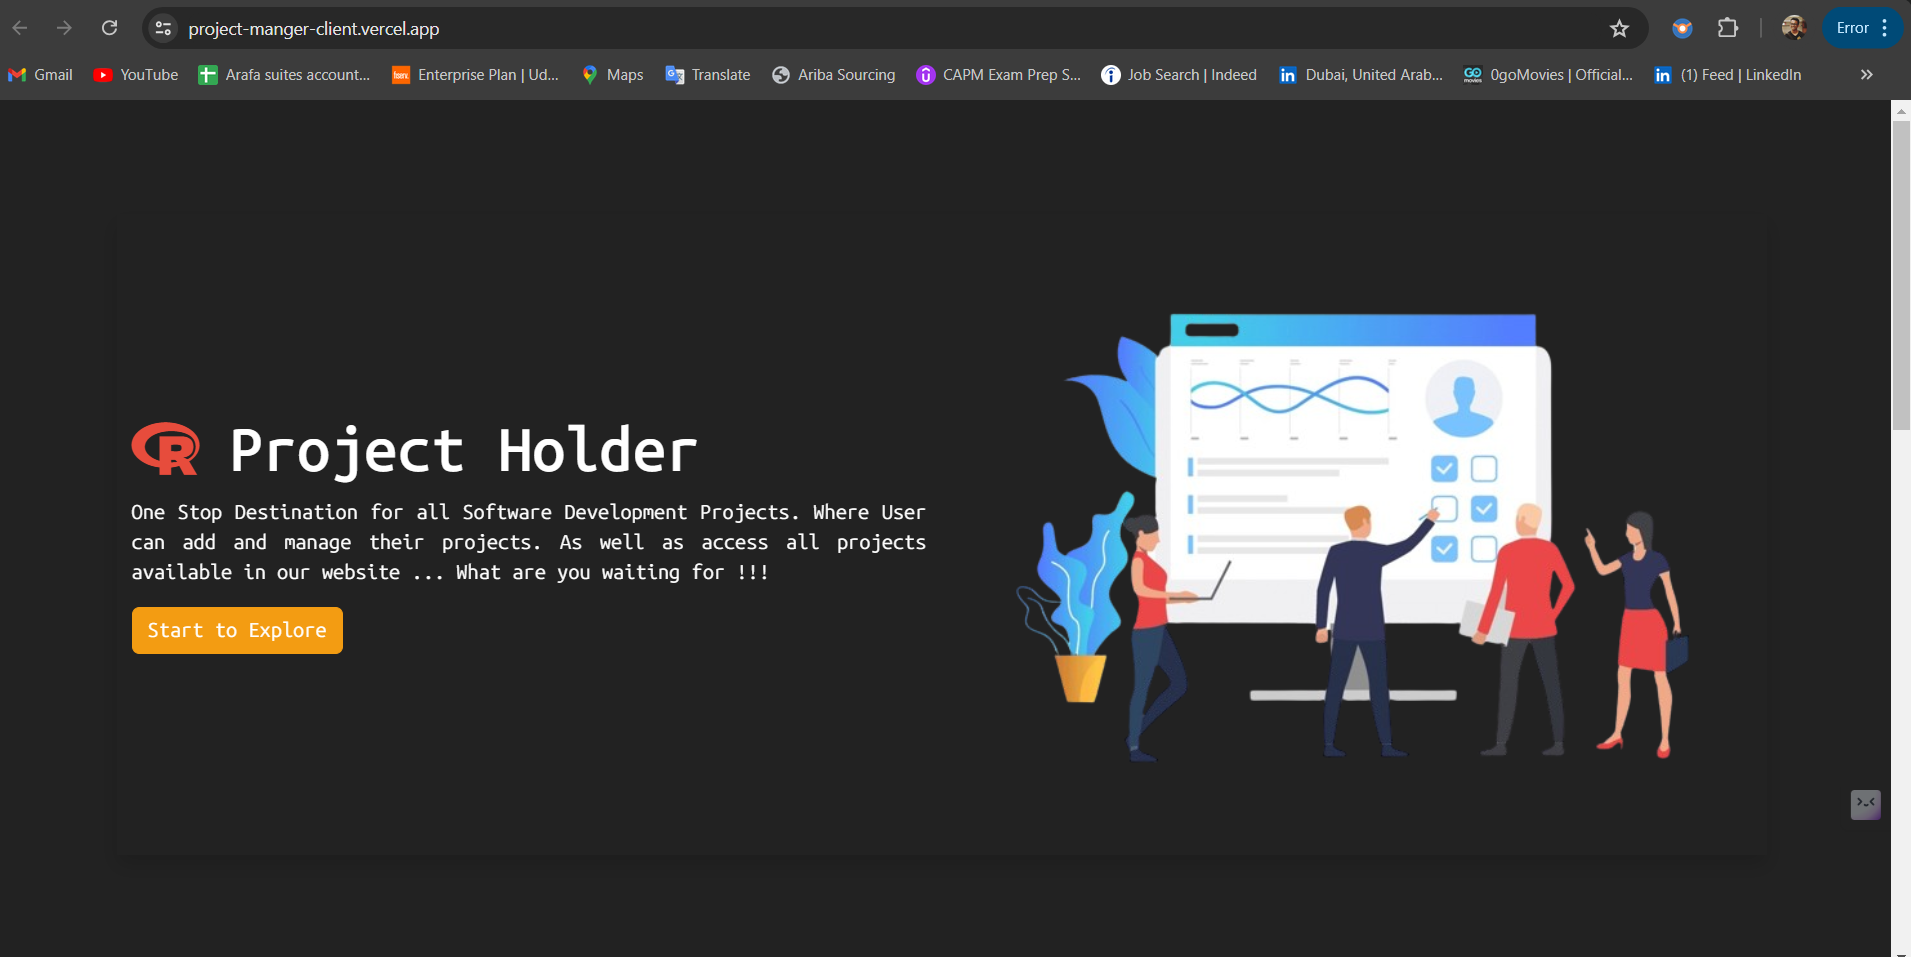 project-manger-client.vercel.app
Error
Gmail
YouTube
Arafa suites account...
Enterprise Plan | Ud...
Maps
Translate
Ariba Sourcing
CAPM Exam Prep S...
Job Search | Indeed
Dubai, United Arab...
0goMovies | Official...
(1) Feed | LinkedIn
R Project Holder
One Stop Destination for all Software Development Projects. Where User
can add and manage their projects. As well as access all projects
available in our website ... What are you waiting for !!!
Start to Explore